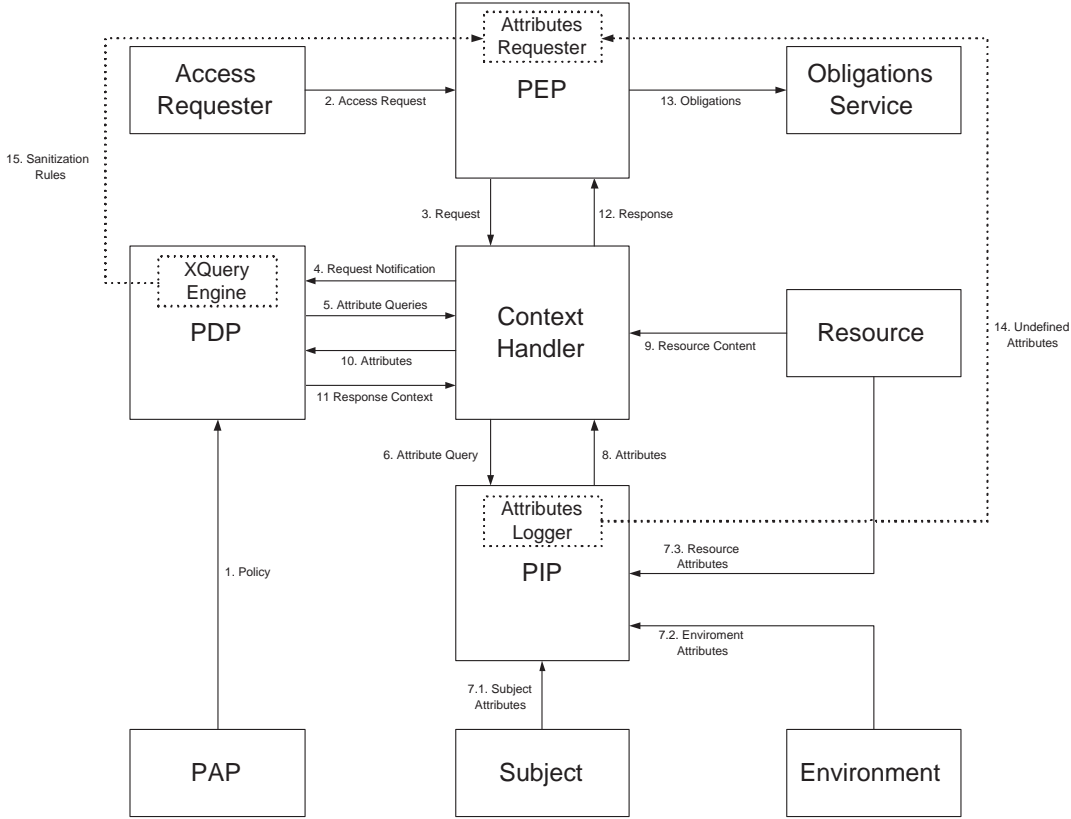 Attributes
Requester
PEP
Access
Requester
2. Access Request
13. Obligations
Obligations
Service
15. Sanitization
Rules
3. Request
12. Response
XQuery
Engine
PDP
4. Request Notification
5. Attribute Queries
10. Attributes
11 Response Context
Context
Handler
9. Resource Content
Resource
14. Undefined
Attributes
6. Attribute Query
8. Attributes
Attributes
Logger
PIP
1. Policy
7.3. Resource
Attributes
7.2. Enviroment
Attributes
7.1. Subject
Attributes
PAP
Subject
Environment